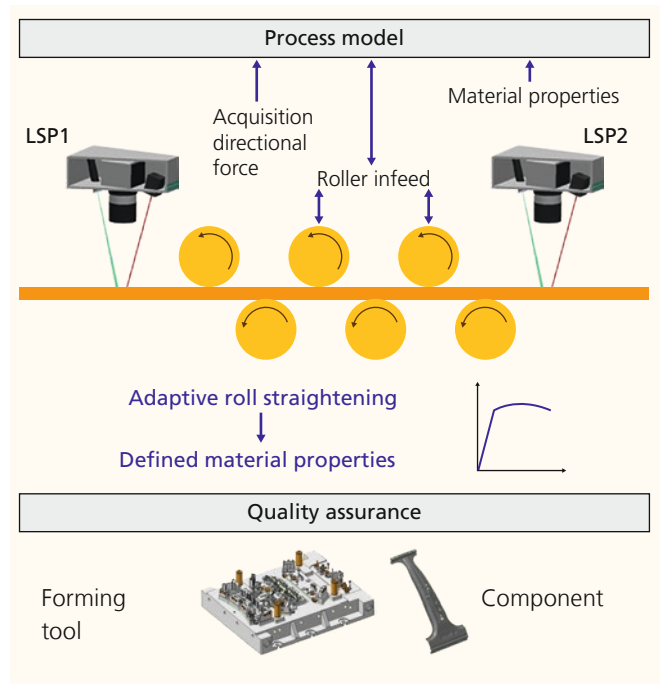 Process model
Material properties
Acquisition
directional
force
LSP1
LSP2
Roller infeed
Adaptive roll straightening
Defined material properties
Quality assurance
Forming
tool
Component